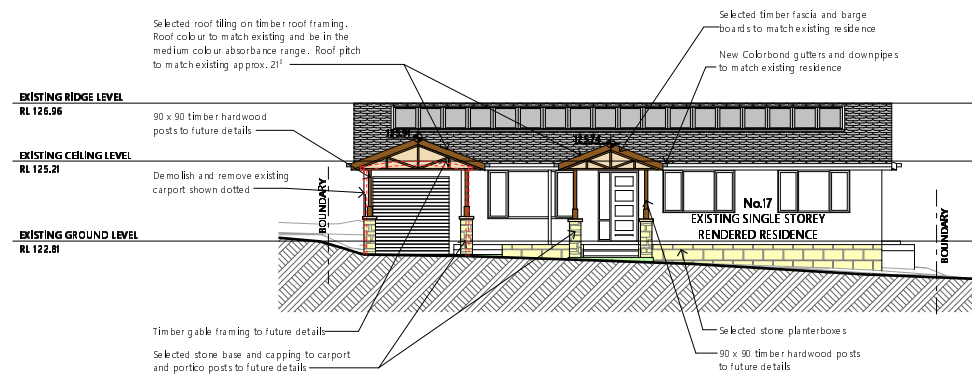 Selected roof tiling on timber roof framing.
Roof colour to match existing and be in the
medium colour absorbance range. Roof pitch
to match existing approx. 21°
Selected timber fascia and barge
boards to match existing residence
New Colorbond gutters and downpipes
to match existing residence
EXISTING RIDGE LEVEL
RL 126.96
90 x 90 timber hardwood
posts to future details
EXISTING CEILING LEVEL
RL 125.21
Demolish and remove existing
carport shown dotted
BOUNDARY
No.17
EXISTING SINGLE STOREY
RENDERED RESIDENCE
BOUNDARY
EXISTING GROUND LEVEL
RL 122.81
Timber gable framing to future details
Selected stone base and capping to carport
and portico posts to future details
Selected stone planterboxes
90 x 90 timber hardwood posts
to future details